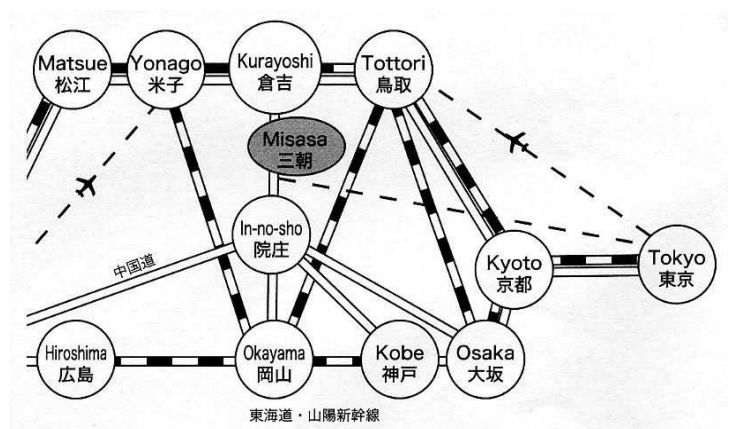 Matsue
松江
Yonago
米子
Kurayoshi
倉吉
Tottori
鳥取
Misasa
三朝
In-no-sho
院庄
中国道
Kyoto
京都
Tokyo
東京
Hiroshima
広島
Okayama
岡山
Kobe
神戸
Osaka
大坂
東海道・山陽新幹線